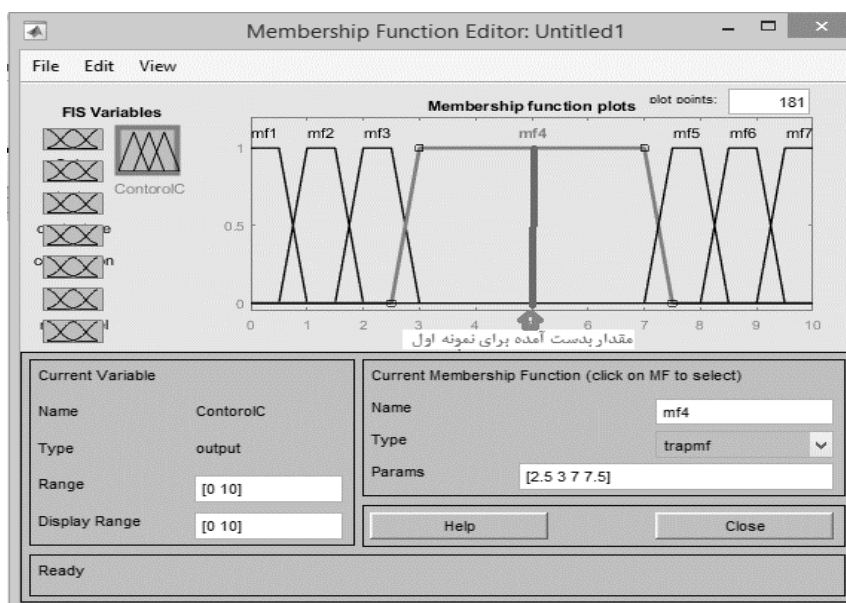 Membership Function Editor: Untitled1
File Edit View
FIS Variables
ContorolC
Membership function plots
plot points: 181
mf1 mf2 mf3 mf4 mf5 mf6 mf7
1
0.5
0
0 1 2 3 4 5 6 7 8 9 10
مقدار بدست آمده برای نمونه اول
Current Variable
Name ContorolC
Type output
Range [0 10]
Display Range [0 10]
Current Membership Function (click on MF to select)
Name mf4
Type trapmf
Params [2.5 3 7 7.5]
Help Close
Ready